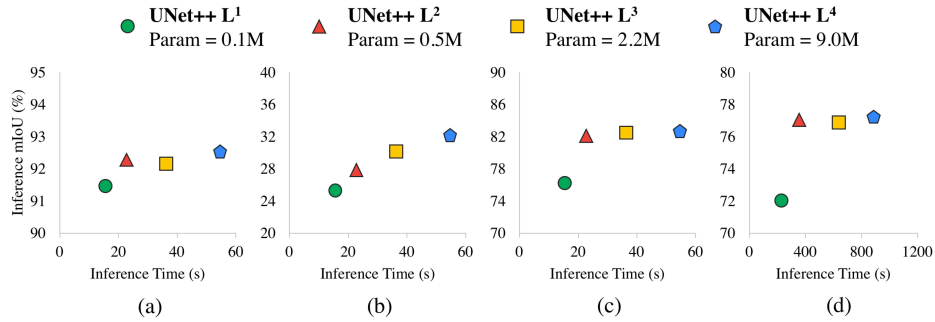 UNet++ L¹ UNet++ L² UNet++ L³ UNet++ L⁴
Param = 0.1M Param = 0.5M Param = 2.2M Param = 9.0M
Inference mIoU (%)
95 40 90 80
94 36 86 78
93 32 82 76
92 28 78 74
91 24 74 72
90 20 70 70
0 20 40 60 0 20 40 60 0 20 40 60 0 400 800 1200
Inference Time (s) Inference Time (s) Inference Time (s) Inference Time (s)
(a) (b) (c) (d)